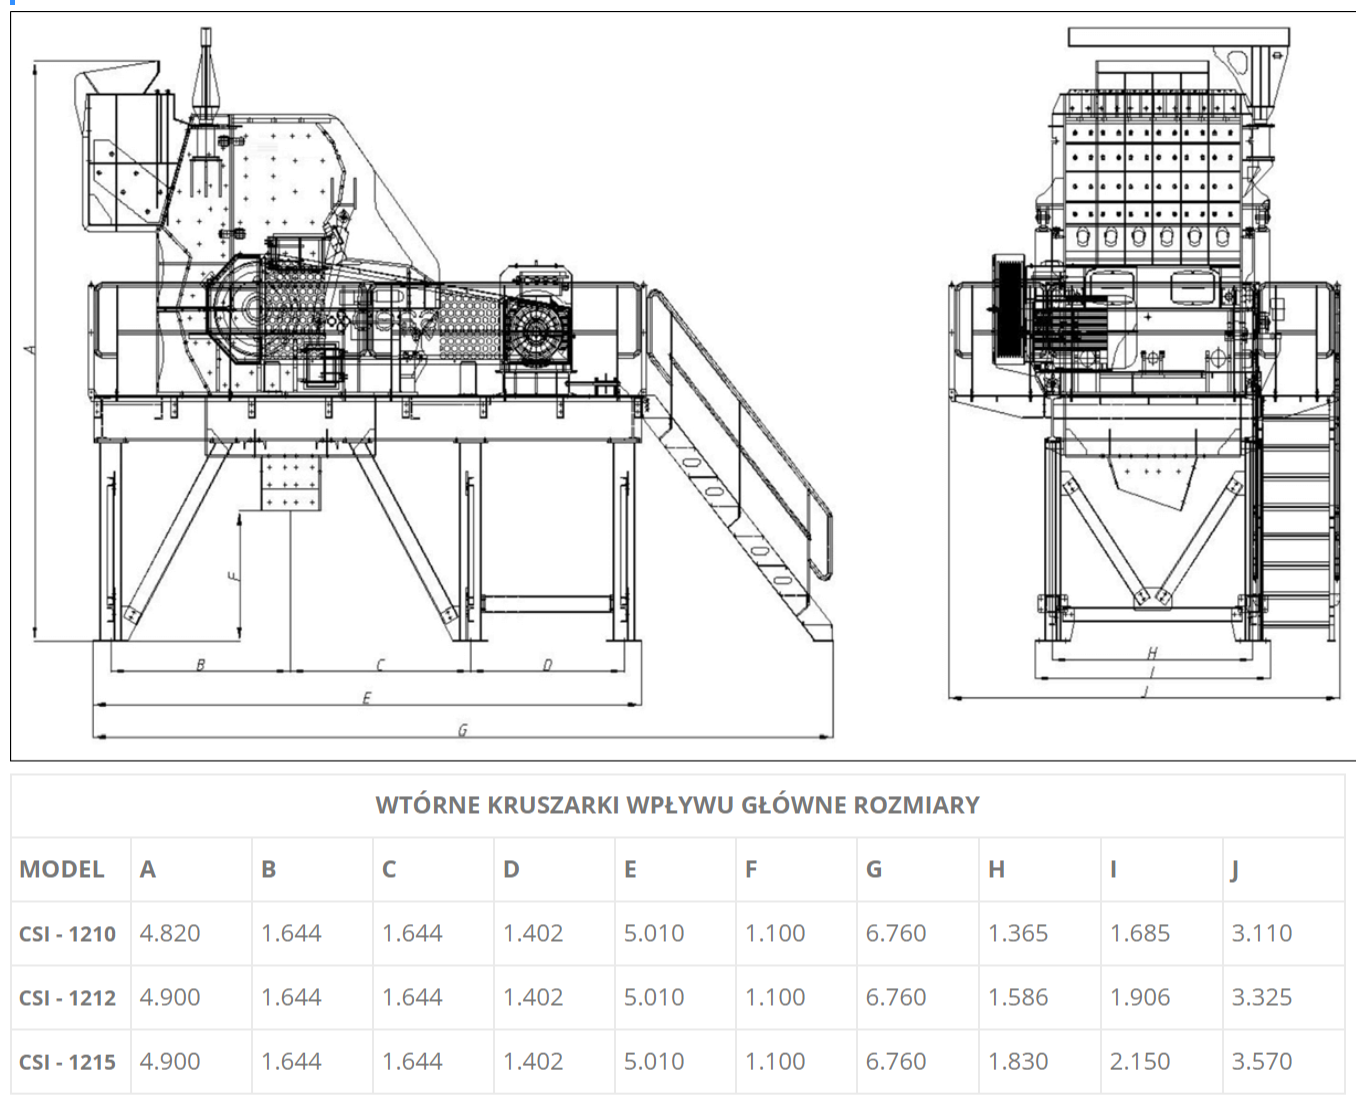 A
F
B
C
D
E
G
H
I
J
WTÓRNE KRUSZARKI WPŁYWU GŁÓWNE ROZMIARY
MODEL A B C D E F G H I J
CSI - 1210 4.820 1.644 1.644 1.402 5.010 1.100 6.760 1.365 1.685 3.110
CSI - 1212 4.900 1.644 1.644 1.402 5.010 1.100 6.760 1.586 1.906 3.325
CSI - 1215 4.900 1.644 1.644 1.402 5.010 1.100 6.760 1.830 2.150 3.570